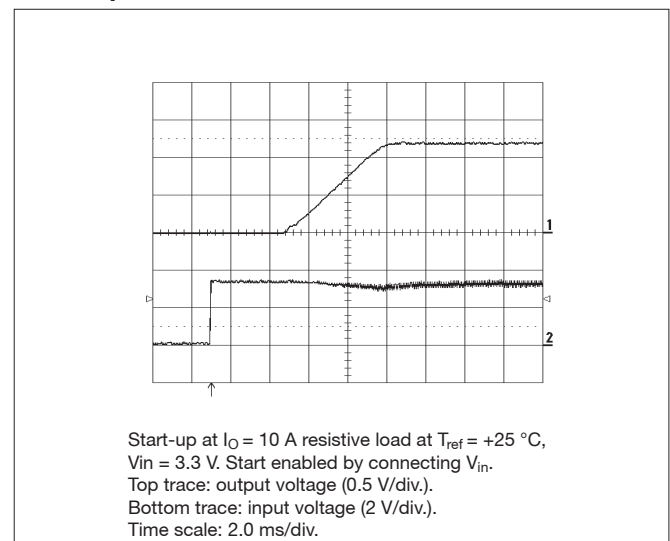 1
2
Start-up at IO = 10 A resistive load at Tref = +25 °C,
Vin = 3.3 V. Start enabled by connecting Vin.
Top trace: output voltage (0.5 V/div.).
Bottom trace: input voltage (2 V/div.).
Time scale: 2.0 ms/div.